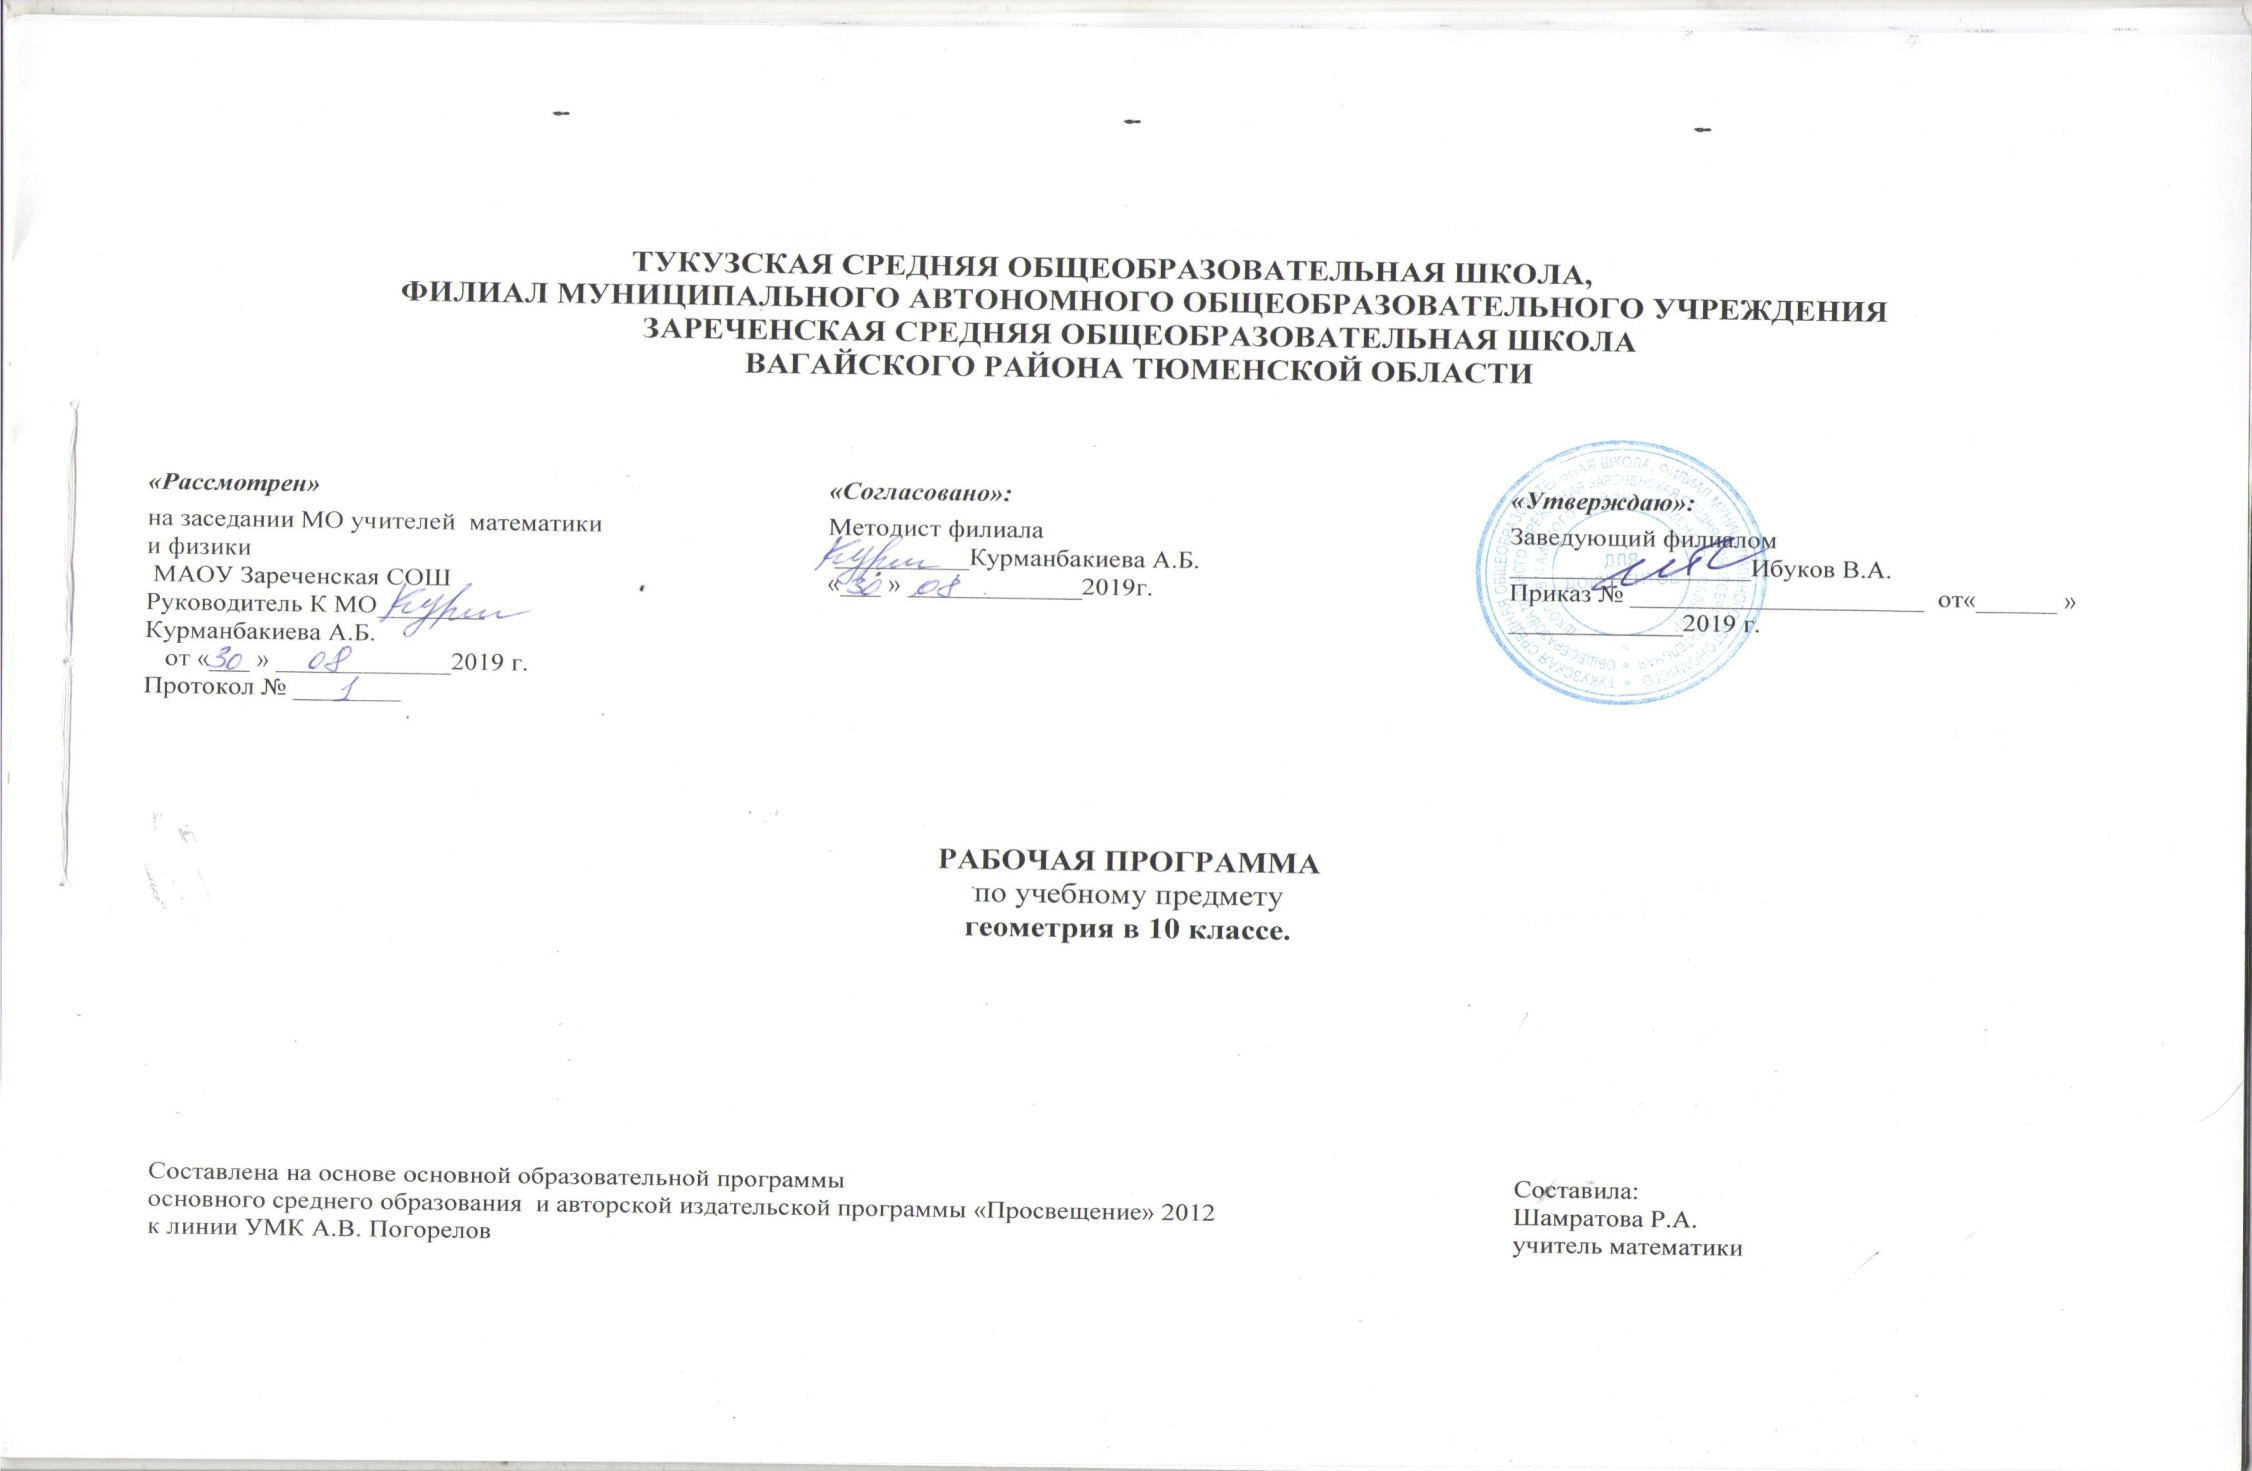 ТУКУЗСКАЯ СРЕДНЯЯ ОБЩЕОБРАЗОВАТЕЛЬНАЯ ШКОЛА,
ФИЛИАЛ МУНИЦИПАЛЬНОГО АВТОНОМНОГО ОБЩЕОБРАЗОВАТЕЛЬНОГО УЧРЕЖДЕНИЯ
ЗАРЕЧЕНСКАЯ СРЕДНЯЯ ОБЩЕОБРАЗОВАТЕЛЬНАЯ ШКОЛА
ВАГАЙСКОГО РАЙОНА ТЮМЕНСКОЙ ОБЛАСТИ
«Рассмотрен»
на заседании МО учителей математики
и физики
МАОУ Зареченская СОШ
Руководитель К МО
Курманбакиева А.Б.
от «30 » 08 2019 г.
Протокол № 1
«Согласовано»:
Методист филиала
Курманбакиева А.Б.
«30 » 08 2019г.
«Утверждаю»:
Заведующий филиалом
Ибуков В.А.
Приказ № ______ от«______ »
______2019 г.
РАБОЧАЯ ПРОГРАММА
по учебному предмету
геометрия в 10 классе.
Составлена на основе основной образовательной программы
основного среднего образования и авторской издательской программы «Просвещение» 2012
к линии УМК А.В. Погорелов
Составила:
Шамратова Р.А.
учитель математики